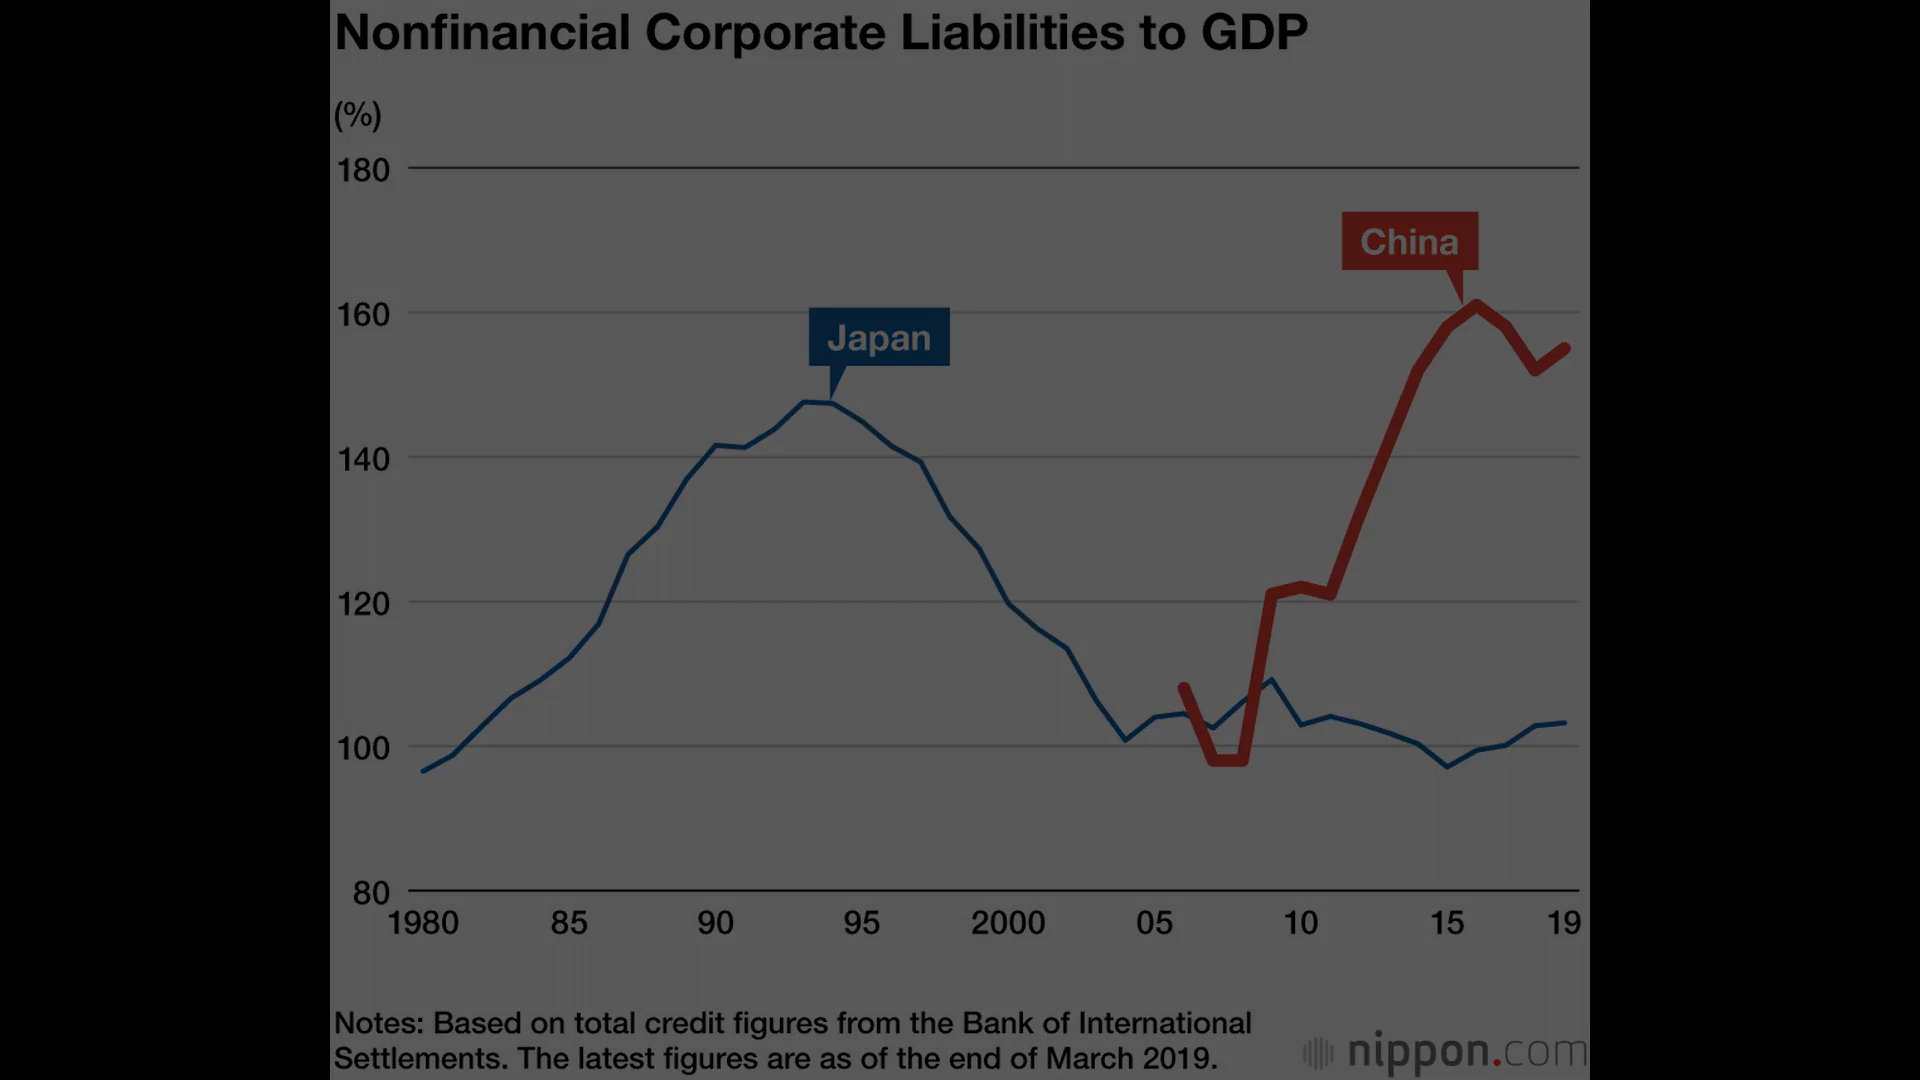 Nonfinancial Corporate Liabilities to GDP
(%)
180
China
160
Japan
140
120
100
80
1980 85 90 95 2000 05 10 15 19
Notes: Based on total credit figures from the Bank of International
Settlements. The latest figures are as of the end of March 2019.
nippon.com